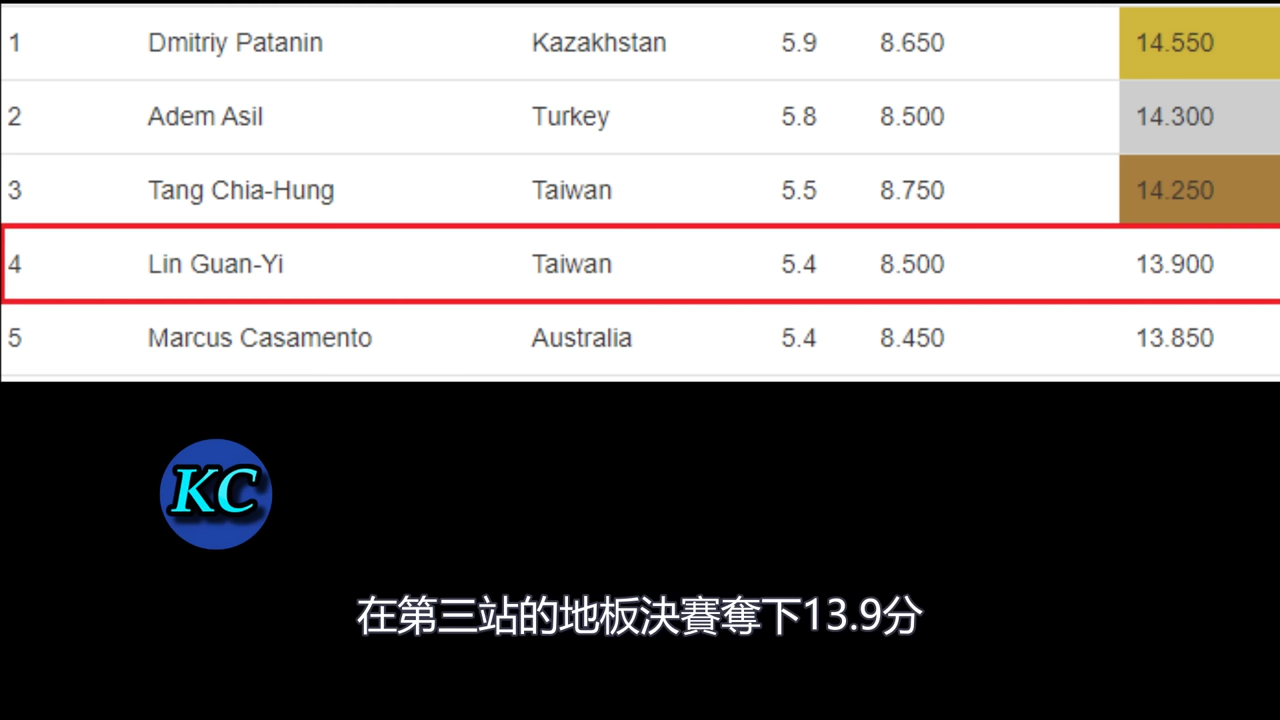 1 Dmitriy Patanin Kazakhstan 5.9 8.650 14.550
2 Adem Asil Turkey 5.8 8.500 14.300
3 Tang Chia-Hung Taiwan 5.5 8.750 14.250
4 Lin Guan-Yi Taiwan 5.4 8.500 13.900
5 Marcus Casamento Australia 5.4 8.450 13.850
KC
在第三站的地板決賽奪下13.9分